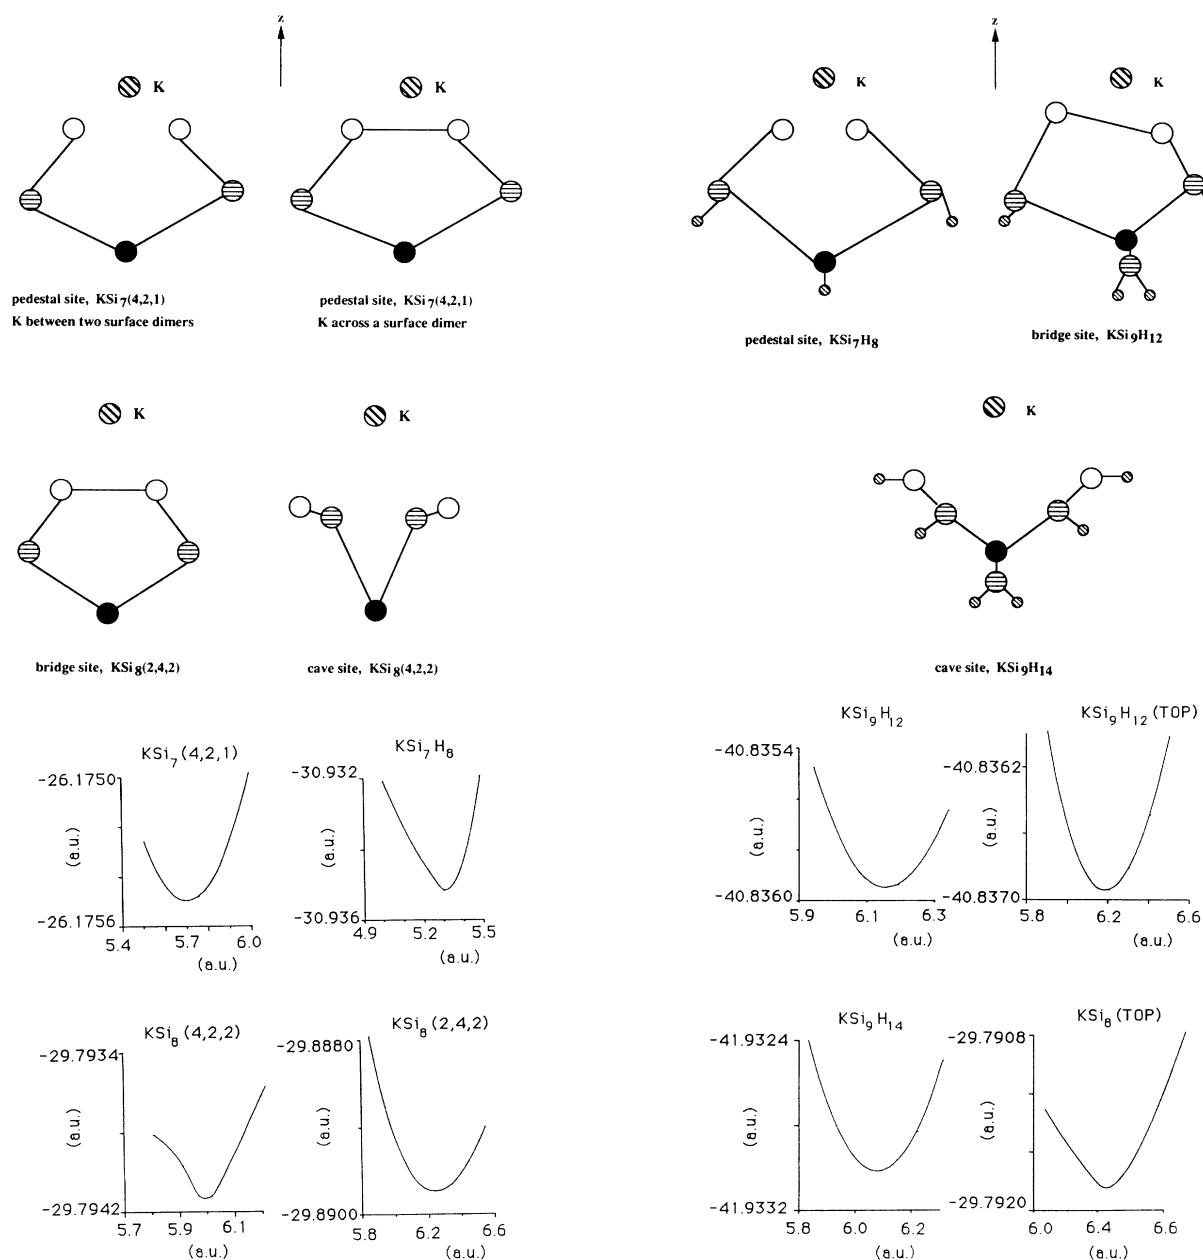 z
K
K
pedestal site, KSi7(4,2,1)
K between two surface dimers
pedestal site, KSi7(4,2,1)
K across a surface dimer
z
K
K
pedestal site, KSi7H8
bridge site, KSi9H12
K
K
bridge site, KSi8(2,4,2)
cave site, KSi8(4,2,2)
K
cave site, KSi9H14
KSi7(4,2,1)
-26.1750
(a.u.)
-26.1756
5.4 5.7 6.0
(a.u.)
KSi7H8
-30.932
(a.u.)
-30.936
4.9 5.2 5.5
(a.u.)
KSi9H12
-40.8354
(a.u.)
-40.8360
5.9 6.1 6.3
(a.u.)
KSi9H12(TOP)
-40.8362
(a.u.)
-40.8370
5.8 6.2 6.6
(a.u.)
KSi8(4,2,2)
-29.7934
(a.u.)
-29.7942
5.7 5.9 6.1
(a.u.)
KSi8(2,4,2)
-29.8880
(a.u.)
-29.8900
5.8 6.2 6.6
(a.u.)
KSi9H14
-41.9324
(a.u.)
-41.9332
5.8 6.0 6.2
(a.u.)
KSi8(TOP)
-29.7908
(a.u.)
-29.7920
6.0 6.4 6.6
(a.u.)